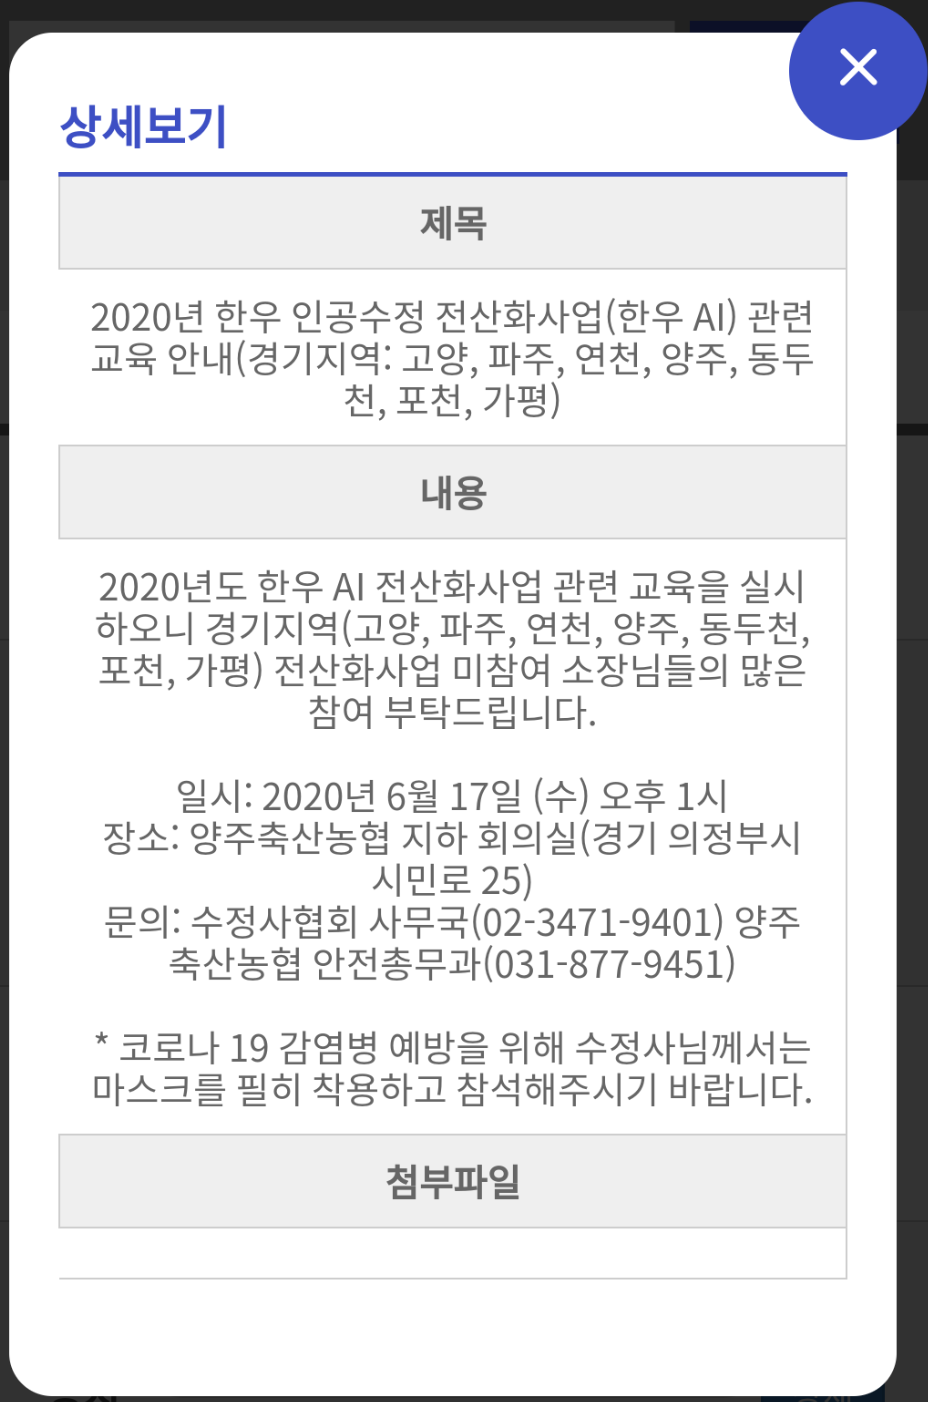 상세보기
제목
2020년 한우 인공수정 전산화사업(한우 AI) 관련
교육 안내(경기지역: 고양, 파주, 연천, 양주, 동두
천, 포천, 가평)
내용
2020년도 한우 AI 전산화사업 관련 교육을 실시
하오니 경기지역(고양, 파주, 연천, 양주, 동두천,
포천, 가평) 전산화사업 미참여 소장님들의 많은
참여 부탁드립니다.
일시: 2020년 6월 17일 (수) 오후 1시
장소: 양주축산농협 지하 회의실(경기 의정부시
시민로 25)
문의: 수정사협회 사무국(02-3471-9401) 양주
축산농협 안전총무과(031-877-9451)
* 코로나 19 감염병 예방을 위해 수정사님께서는
마스크를 필히 착용하고 참석해주시기 바랍니다.
첨부파일